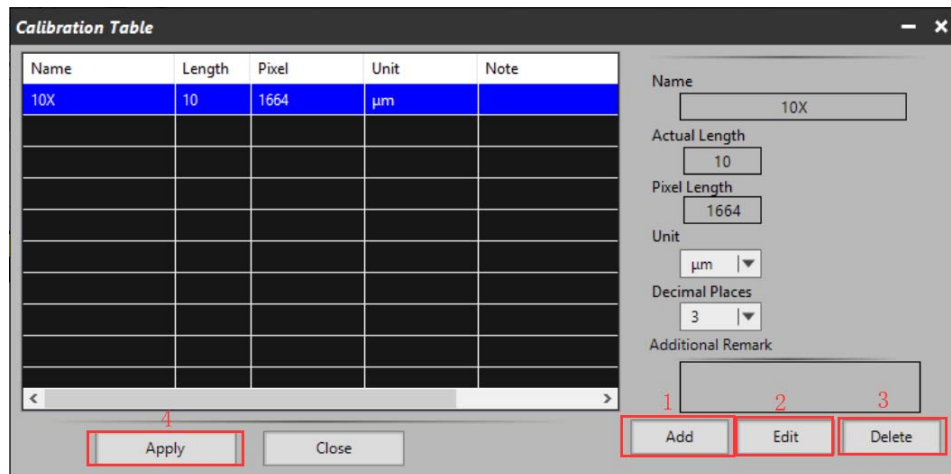 Calibration Table
Name Length Pixel Unit Note
10X 10 1664 μm
Name
10X
Actual Length
10
Pixel Length
1664
Unit
μm
Decimal Places
3
Additional Remark
1 2 3
Add Edit Delete
4
Apply Close